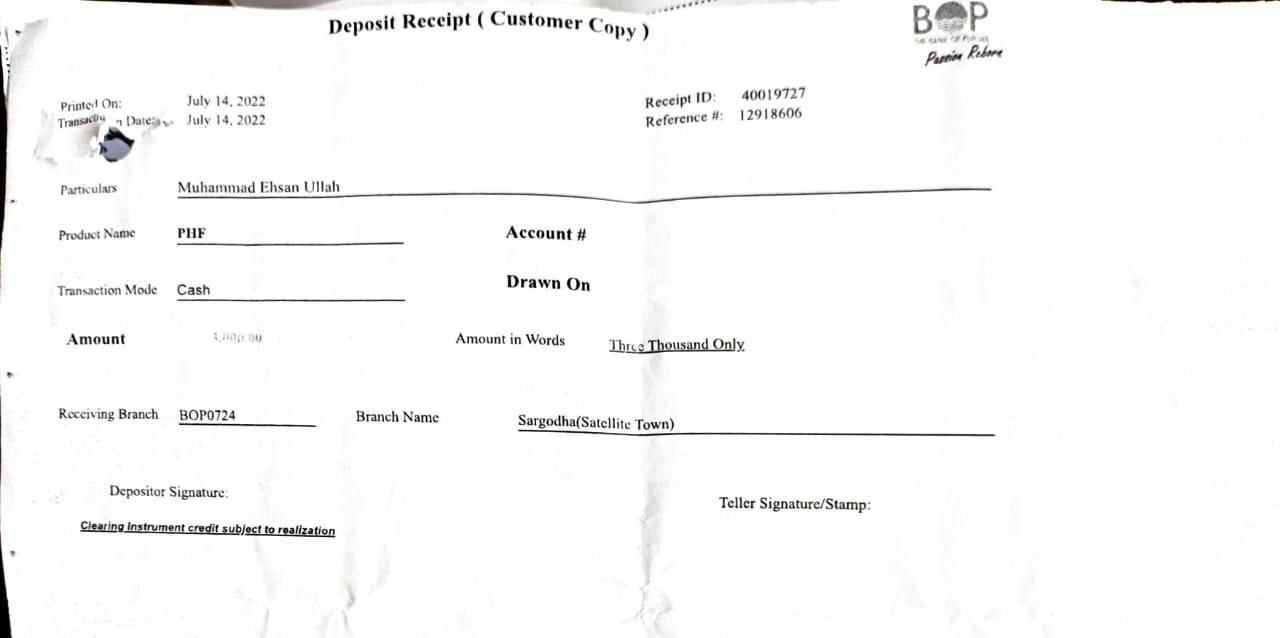 Deposit Receipt ( Customer Copy )
BOP
THE BANK OF PUNJAB
Passion Reborn
Printed On: July 14, 2022
Receipt ID: 40019727
Transaction Date: July 14, 2022
Reference #: 12918606
Particulars Muhammad Ehsan Ullah
Product Name PHF Account #
Drawn On
Transaction Mode Cash
Amount 3,000.00 Amount in Words Three Thousand Only
Receiving Branch BOP0724 Branch Name Sargodha(Satellite Town)
Depositor Signature:
Teller Signature/Stamp:
Clearing Instrument credit subject to realization